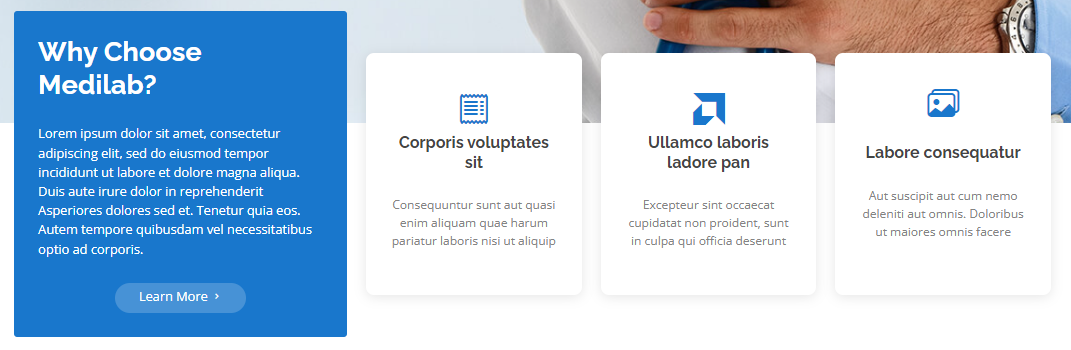 Why Choose
Medilab?
Lorem ipsum dolor sit amet, consectetur
adipiscing elit, sed do eiusmod tempor
incididunt ut labore et dolore magna aliqua.
Duis aute irure dolor in reprehenderit
Asperiores dolores sed et. Tenetur quia eos.
Autem tempore quibusdam vel necessitatibus
optio ad corporis.
Learn More
Corporis voluptates
sit
Consequuntur sunt aut quasi
enim aliquam quae harum
pariatur laboris nisi ut aliquip
Ullamco laboris
ladore pan
Excepteur sint occaecat
cupidatat non proident, sunt
in culpa qui officia deserunt
Labore consequatur
Aut suscipit aut cum nemo
deleniti aut omnis. Doloribus
ut maiores omnis facere